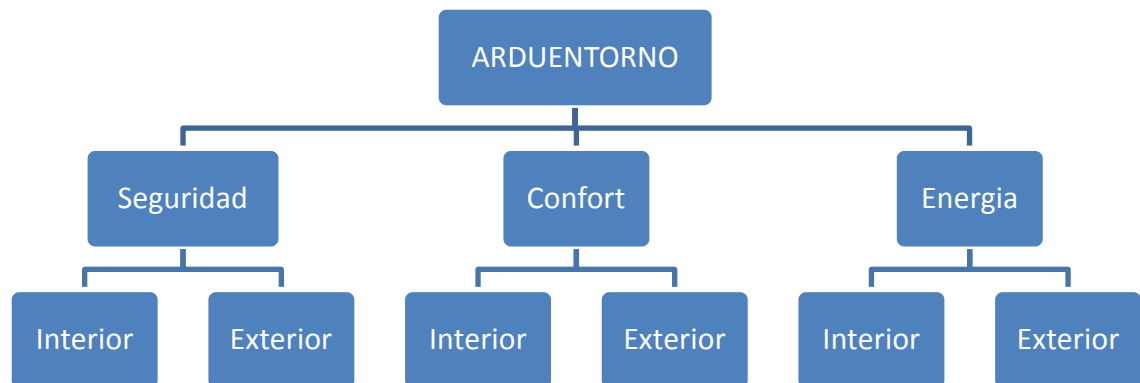 ARDUENTORNO
Seguridad
Confort
Energia
Interior
Exterior
Interior
Exterior
Interior
Exterior